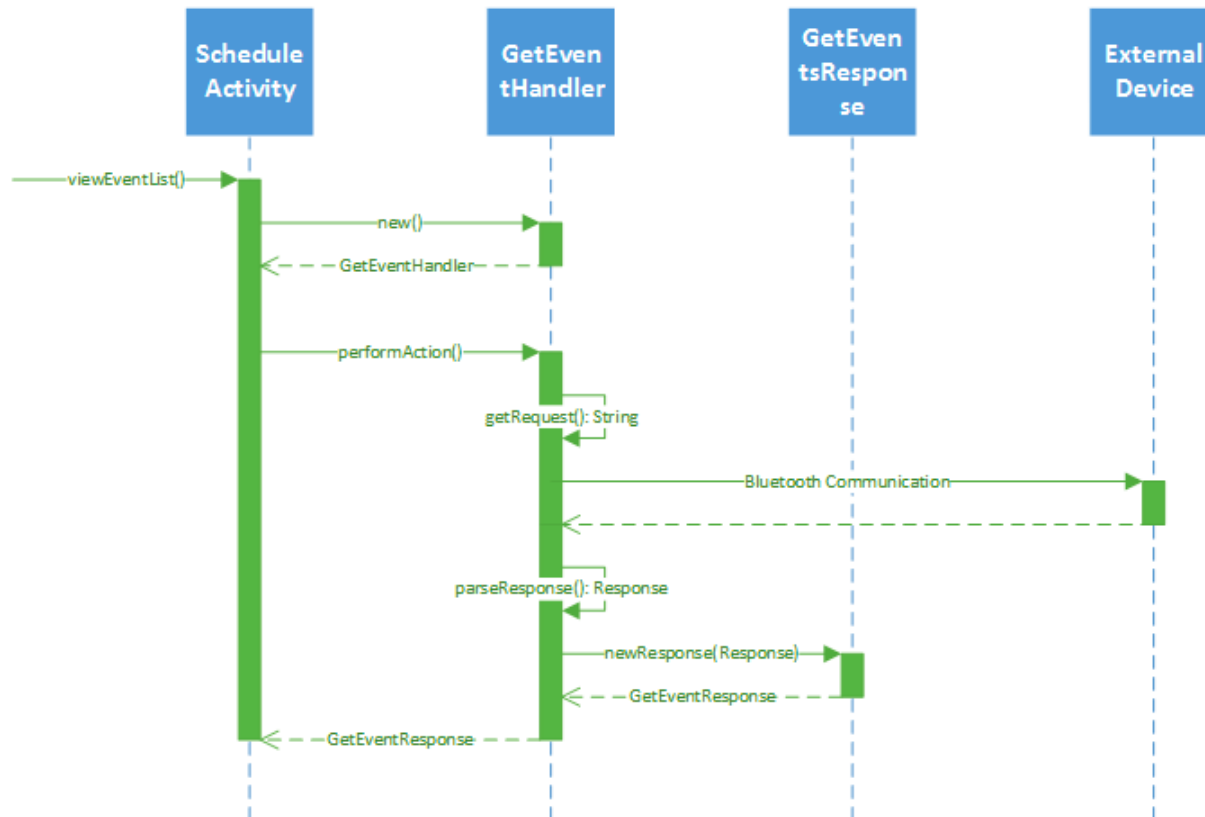 Schedule
Activity
GetEven
tHandler
GetEven
tsRespon
se
External
Device
viewEventList()
new()
GetEventHandler
performAction()
getRequest(): String
Bluetooth Communication
parseResponse(): Response
newResponse(Response)
GetEventResponse
GetEventResponse